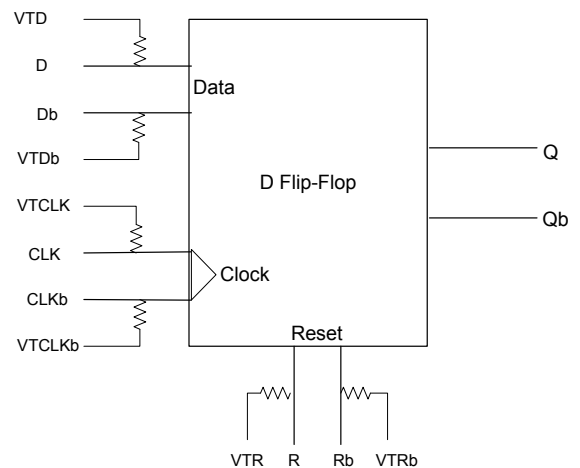 VTD
D
Data
Db
VTDb
D Flip-Flop
Q
VTCLK
Qb
CLK
Clock
CLKb
Reset
VTCLKb
VTR R Rb VTRb